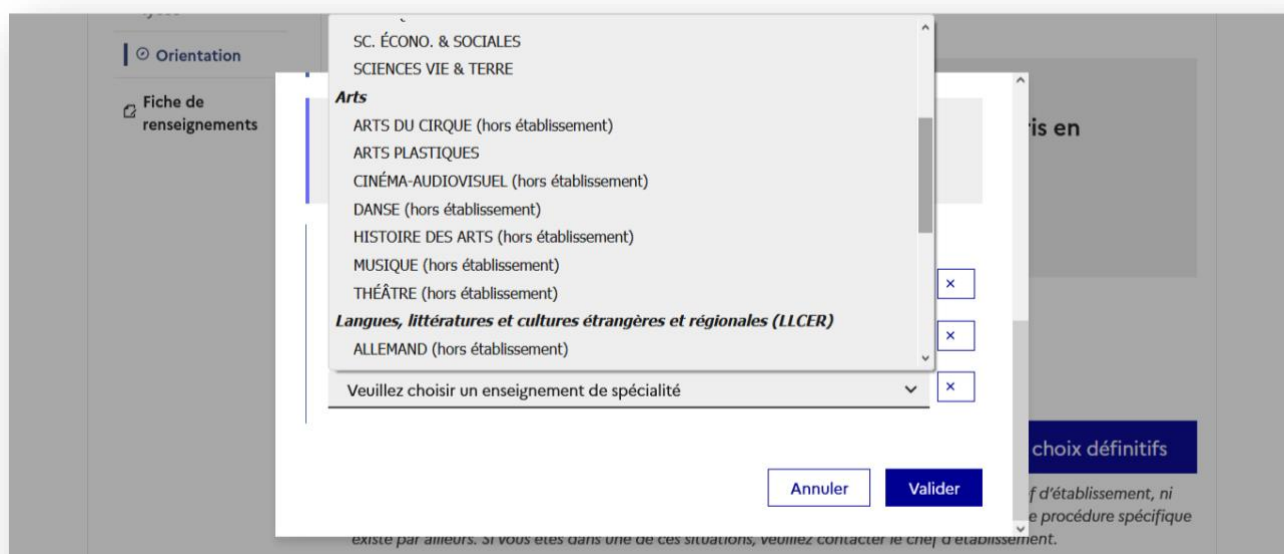 Orientation
Fiche de
renseignements
SC. ÉCONO. & SOCIALES
SCIENCES VIE & TERRE
Arts
ARTS DU CIRQUE (hors établissement)
ARTS PLASTIQUES
CINÉMA-AUDIOVISUEL (hors établissement)
DANSE (hors établissement)
HISTOIRE DES ARTS (hors établissement)
MUSIQUE (hors établissement)
THÉÂTRE (hors établissement)
Langues, littératures et cultures étrangères et régionales (LLCER)
ALLEMAND (hors établissement)
Veuillez choisir un enseignement de spécialité
Annuler
Valider
is en
choix définitifs
f d'établissement, ni
e procédure spécifique
existe par ailleurs. Si vous êtes dans une de ces situations, veuillez contacter le chef d'établissement.